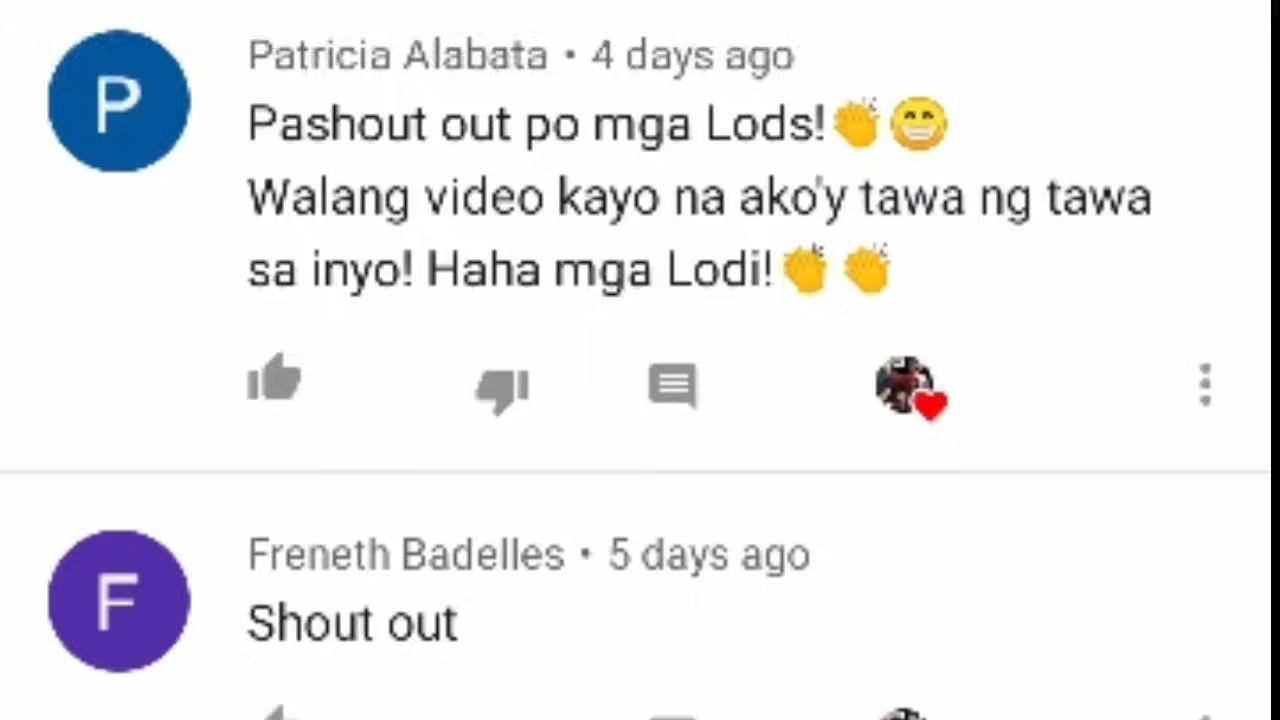 P
Patricia Alabata • 4 days ago
Pashout out po mga Lods!👏😁
Walang video kayo na ako'y tawa ng tawa
sa inyo! Haha mga Lodi!👏👏
F
Freneth Badelles • 5 days ago
Shout out